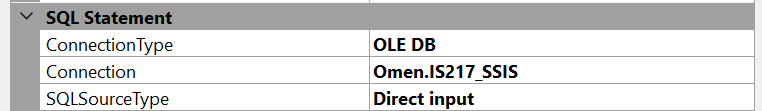 SQL Statement
ConnectionType OLE DB
Connection Omen.IS217_SSIS
SQLSourceType Direct input